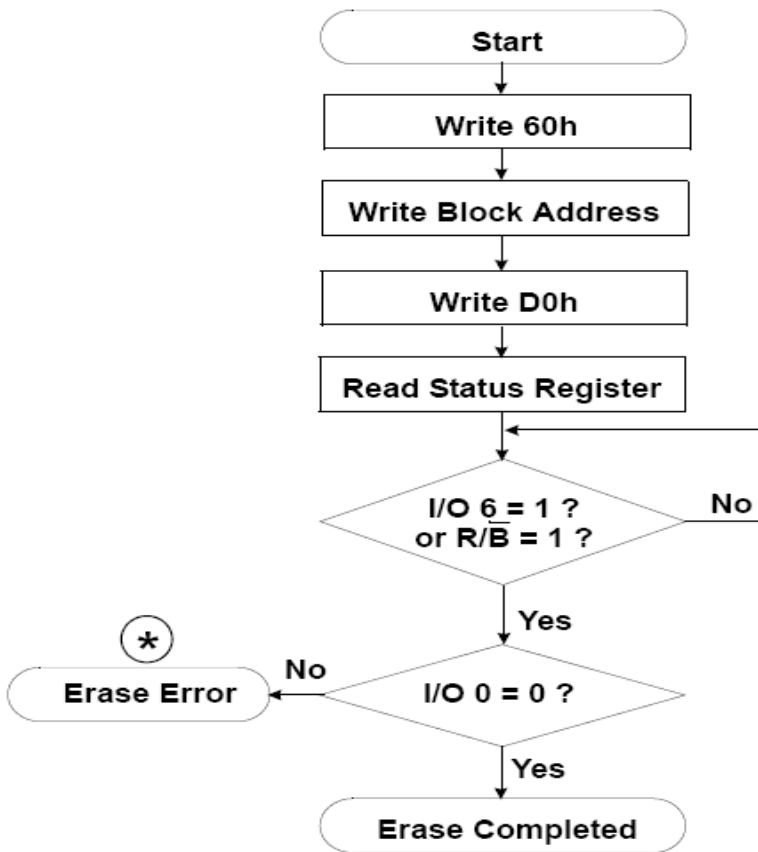 Start
Write 60h
Write Block Address
Write D0h
Read Status Register
I/O 6 = 1 ?
or R/B̅ = 1 ?
No
Yes
*
Erase Error
No
I/O 0 = 0 ?
Yes
Erase Completed